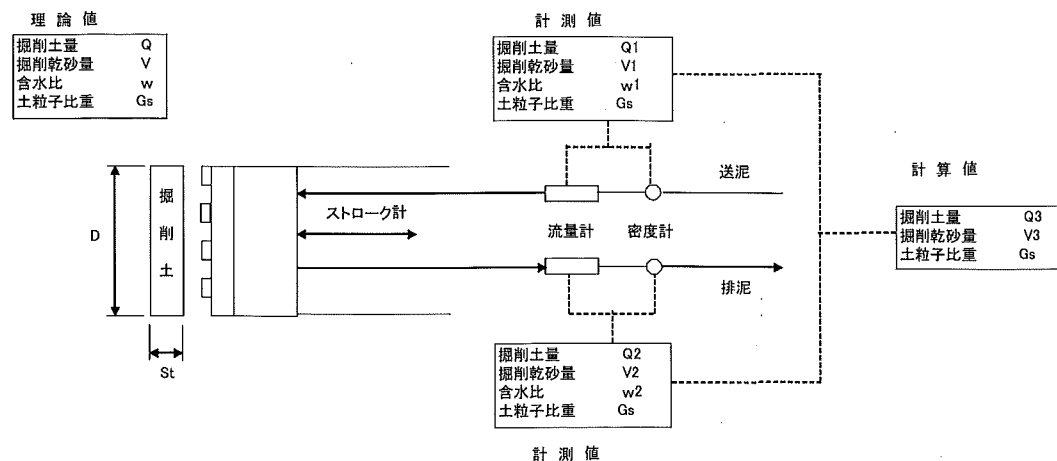 理論値
掘削土量 Q
掘削乾砂量 V
含水比 w
土粒子比重 Gs
計測値
掘削土量 Q1
掘削乾砂量 V1
含水比 w1
土粒子比重 Gs
D
掘削土
St
ストローク計
流量計
密度計
送泥
排泥
計算値
掘削土量 Q3
掘削乾砂量 V3
土粒子比重 Gs
掘削土量 Q2
掘削乾砂量 V2
含水比 w2
土粒子比重 Gs
計測値